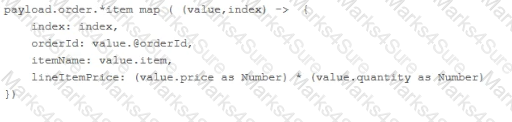 payload.order.*item map ( (value,index) -> {
index: index,
orderId: value.@orderId,
itemName: value.item,
lineItemPrice: (value.price as Number) * (value.quantity as Number)
})